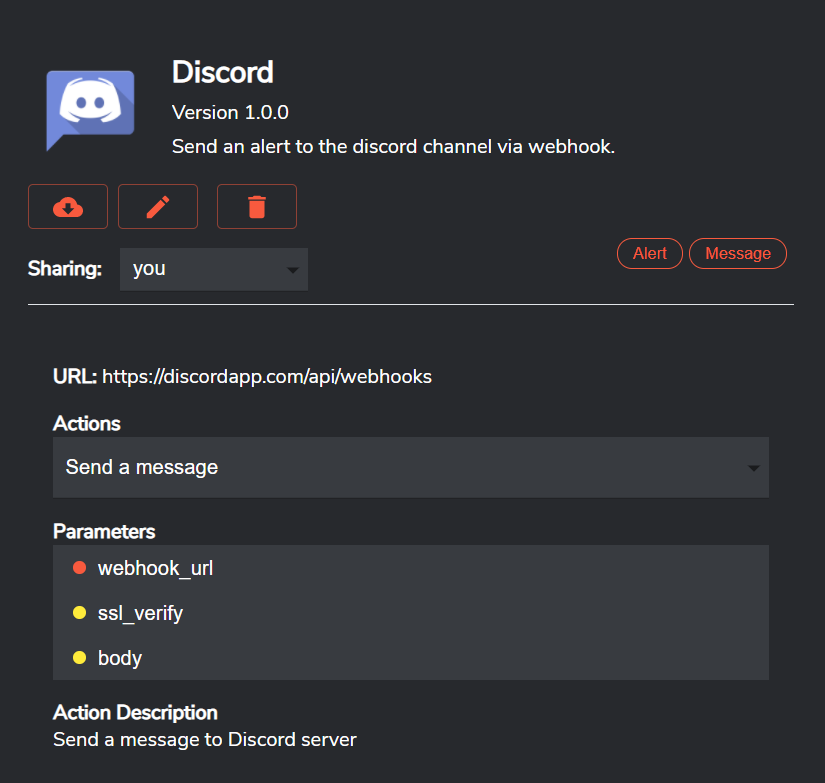 Discord
Version 1.0.0
Send an alert to the discord channel via webhook.
Sharing: you
Alert Message
URL: https://discordapp.com/api/webhooks
Actions
Send a message
Parameters
webhook_url
ssl_verify
body
Action Description
Send a message to Discord server